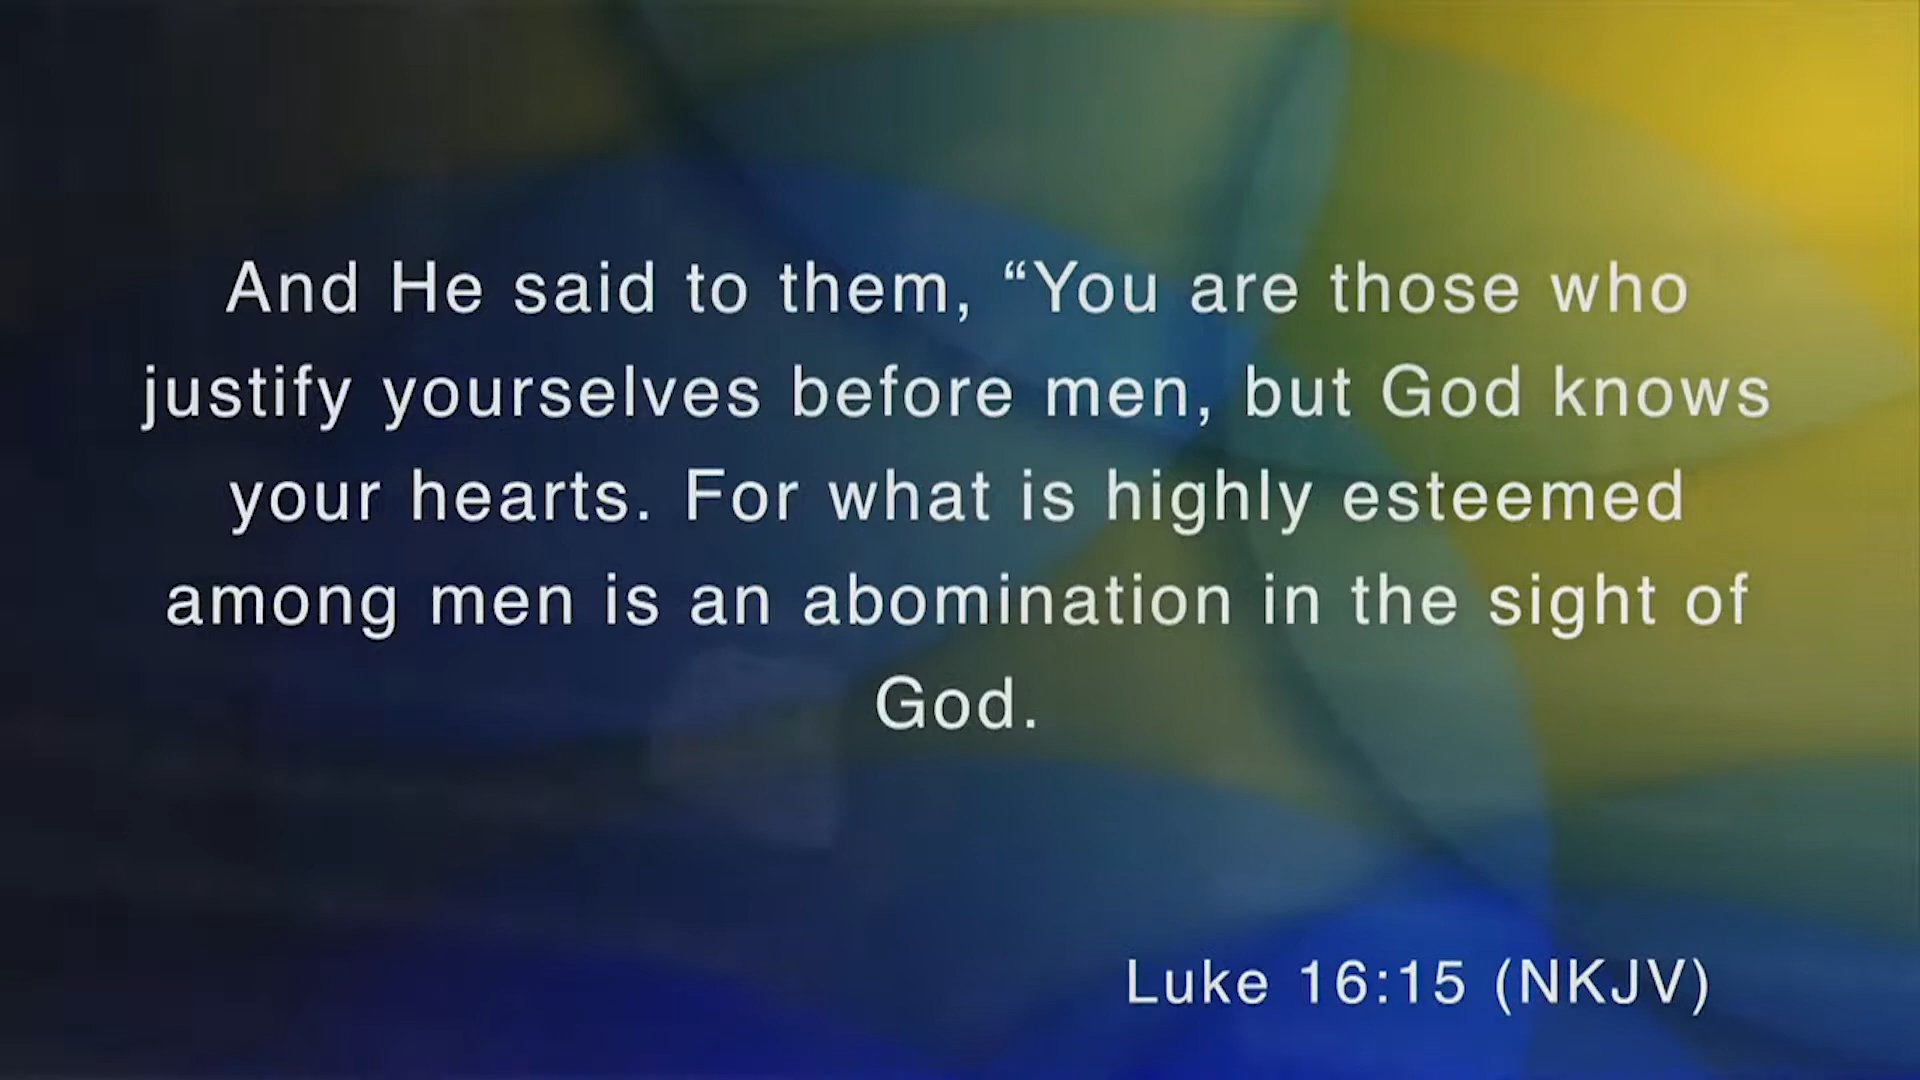 And He said to them, “You are those who
justify yourselves before men, but God knows
your hearts. For what is highly esteemed
among men is an abomination in the sight of
God.
Luke 16:15 (NKJV)